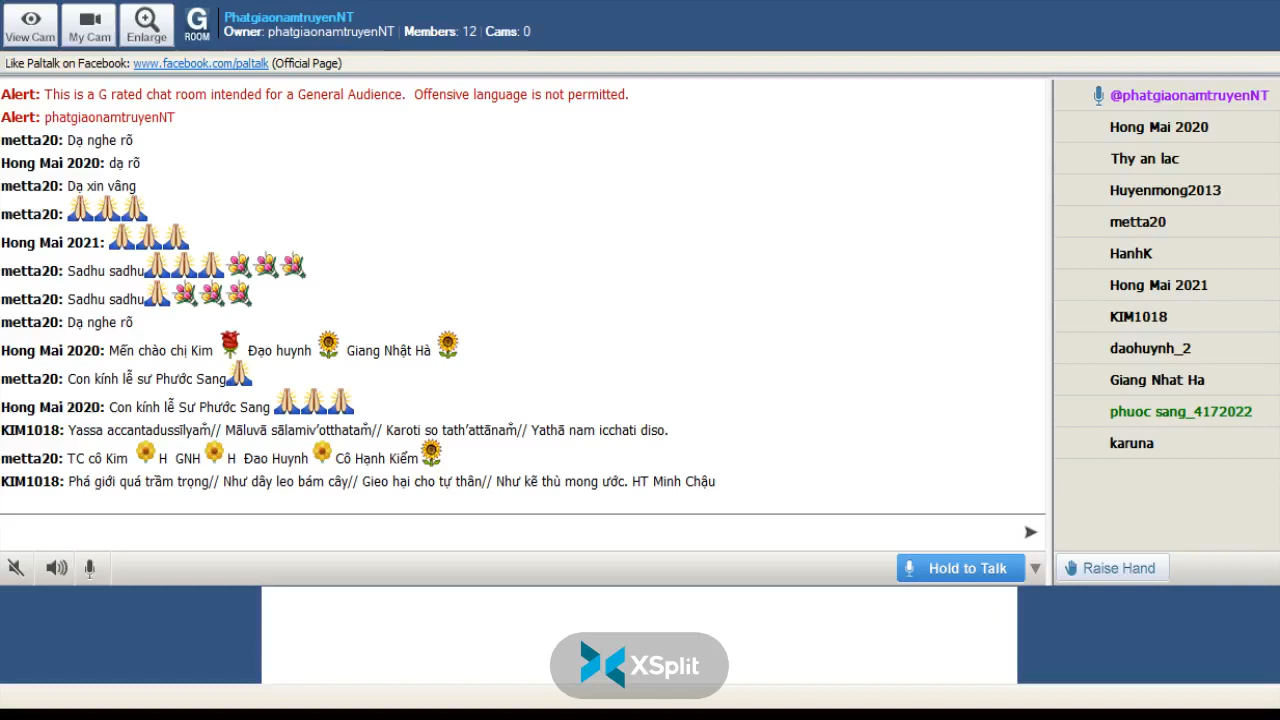 View Cam
My Cam
Enlarge
G
ROOM
PhatgiaonamtruyenNT
Owner: phatgiaonamtruyenNT | Members: 12 | Cams: 0
Like Paltalk on Facebook: www.facebook.com/paltalk (Official Page)
Alert: This is a G rated chat room intended for a General Audience. Offensive language is not permitted.
Alert: phatgiaonamtruyenNT
metta20: Dạ nghe rõ
Hong Mai 2020: dạ rõ
metta20: Dạ xin vâng
metta20: 🙏🙏🙏
Hong Mai 2021: 🙏🙏🙏
metta20: Sadhu sadhu🙏🙏🙏💐💐💐
metta20: Sadhu sadhu🙏💐💐💐
metta20: Dạ nghe rõ
Hong Mai 2020: Mến chào chị Kim 🌹 Đạo huynh 🌻 Giang Nhật Hà 🌻
metta20: Con kính lễ sư Phước Sang🙏
Hong Mai 2020: Con kính lễ Sư Phước Sang 🙏🙏🙏
KIM1018: Yassa accantadussīlyaṁ// Māluvā sālamiv’otthataṁ// Karoti so tath’attānaṁ// Yathā nam icchati diso.
metta20: TC cô Kim 🌼H GNH 🌼H Đao Huynh 🌼 Cô Hạnh Kiểm🌻
KIM1018: Phá giới quá trầm trọng// Như dây leo bám cây// Gieo hại cho tự thân// Như kẽ thù mong ước. HT Minh Châu
@phatgiaonamtruyenNT
Hong Mai 2020
Thy an lac
Huyenmong2013
metta20
HanhK
Hong Mai 2021
KIM1018
daohuynh_2
Giang Nhat Ha
phuoc sang_4172022
karuna
Hold to Talk
Raise Hand
XSplit